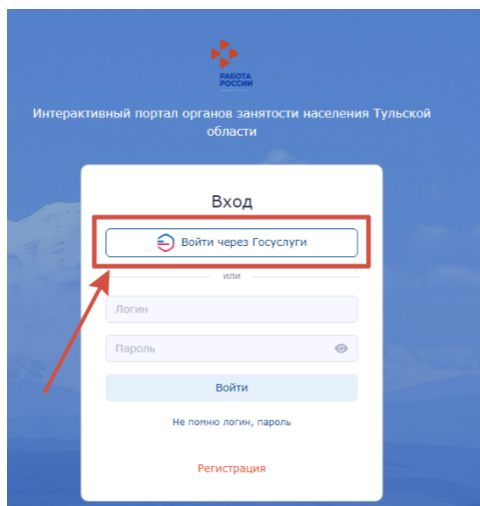 РАБОТА
РОССИИ
Интерактивный портал органов занятости населения Тульской
области
Вход
Войти через Госуслуги
или
Логин
Пароль
Войти
Не помню логин, пароль
Регистрация